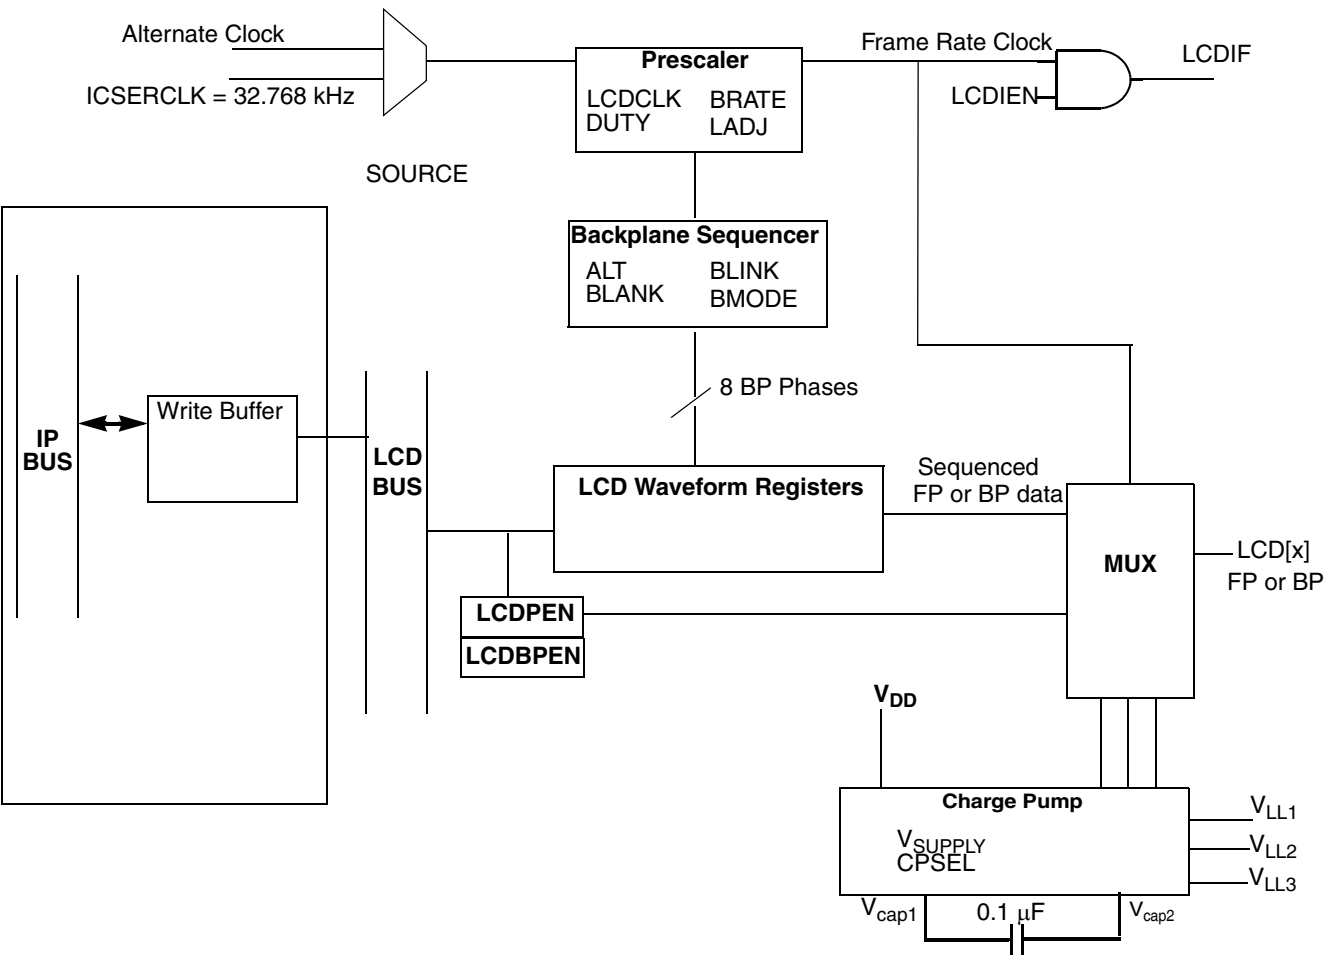 Alternate Clock
ICSERCLK = 32.768 kHz
SOURCE
Prescaler
LCDCLK BRATE
DUTY LADJ
Frame Rate Clock
LCDIEN
LCDIF
Backplane Sequencer
ALT BLINK
BLANK BMODE
8 BP Phases
IP
BUS
Write Buffer
LCD
BUS
LCD Waveform Registers
Sequenced
FP or BP data
MUX
LCD[x]
FP or BP
LCDPEN
LCDBPEN
VDD
Charge Pump
VSUPPLY
CPSEL
VLL1
VLL2
VLL3
Vcap1 0.1 μF Vcap2